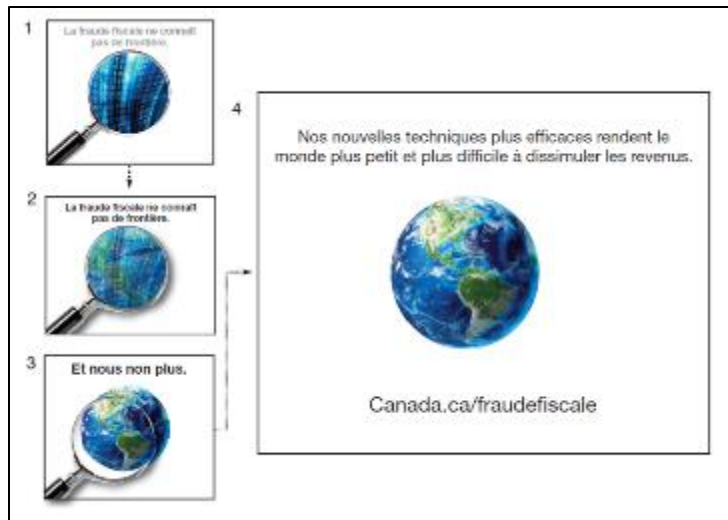 1
La fraude fiscale ne connaît
pas de frontière.
2
La fraude fiscale ne connaît
pas de frontière.
3
Et nous non plus.
4
Nos nouvelles techniques plus efficaces rendent le
monde plus petit et plus difficile à dissimuler les revenus.
Canada.ca/fraudefiscale